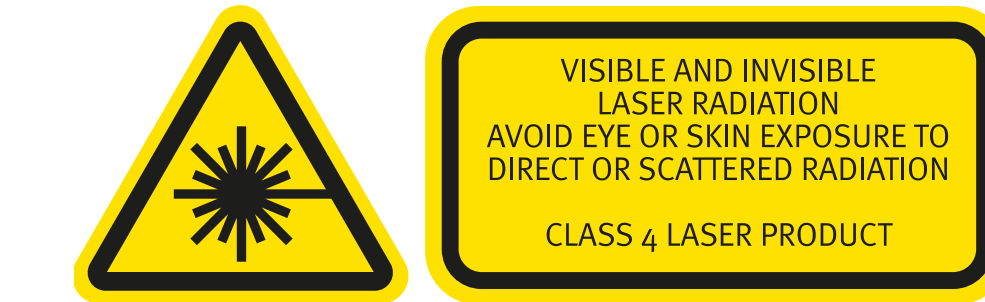 VISIBLE AND INVISIBLE
LASER RADIATION
AVOID EYE OR SKIN EXPOSURE TO
DIRECT OR SCATTERED RADIATION
CLASS 4 LASER PRODUCT